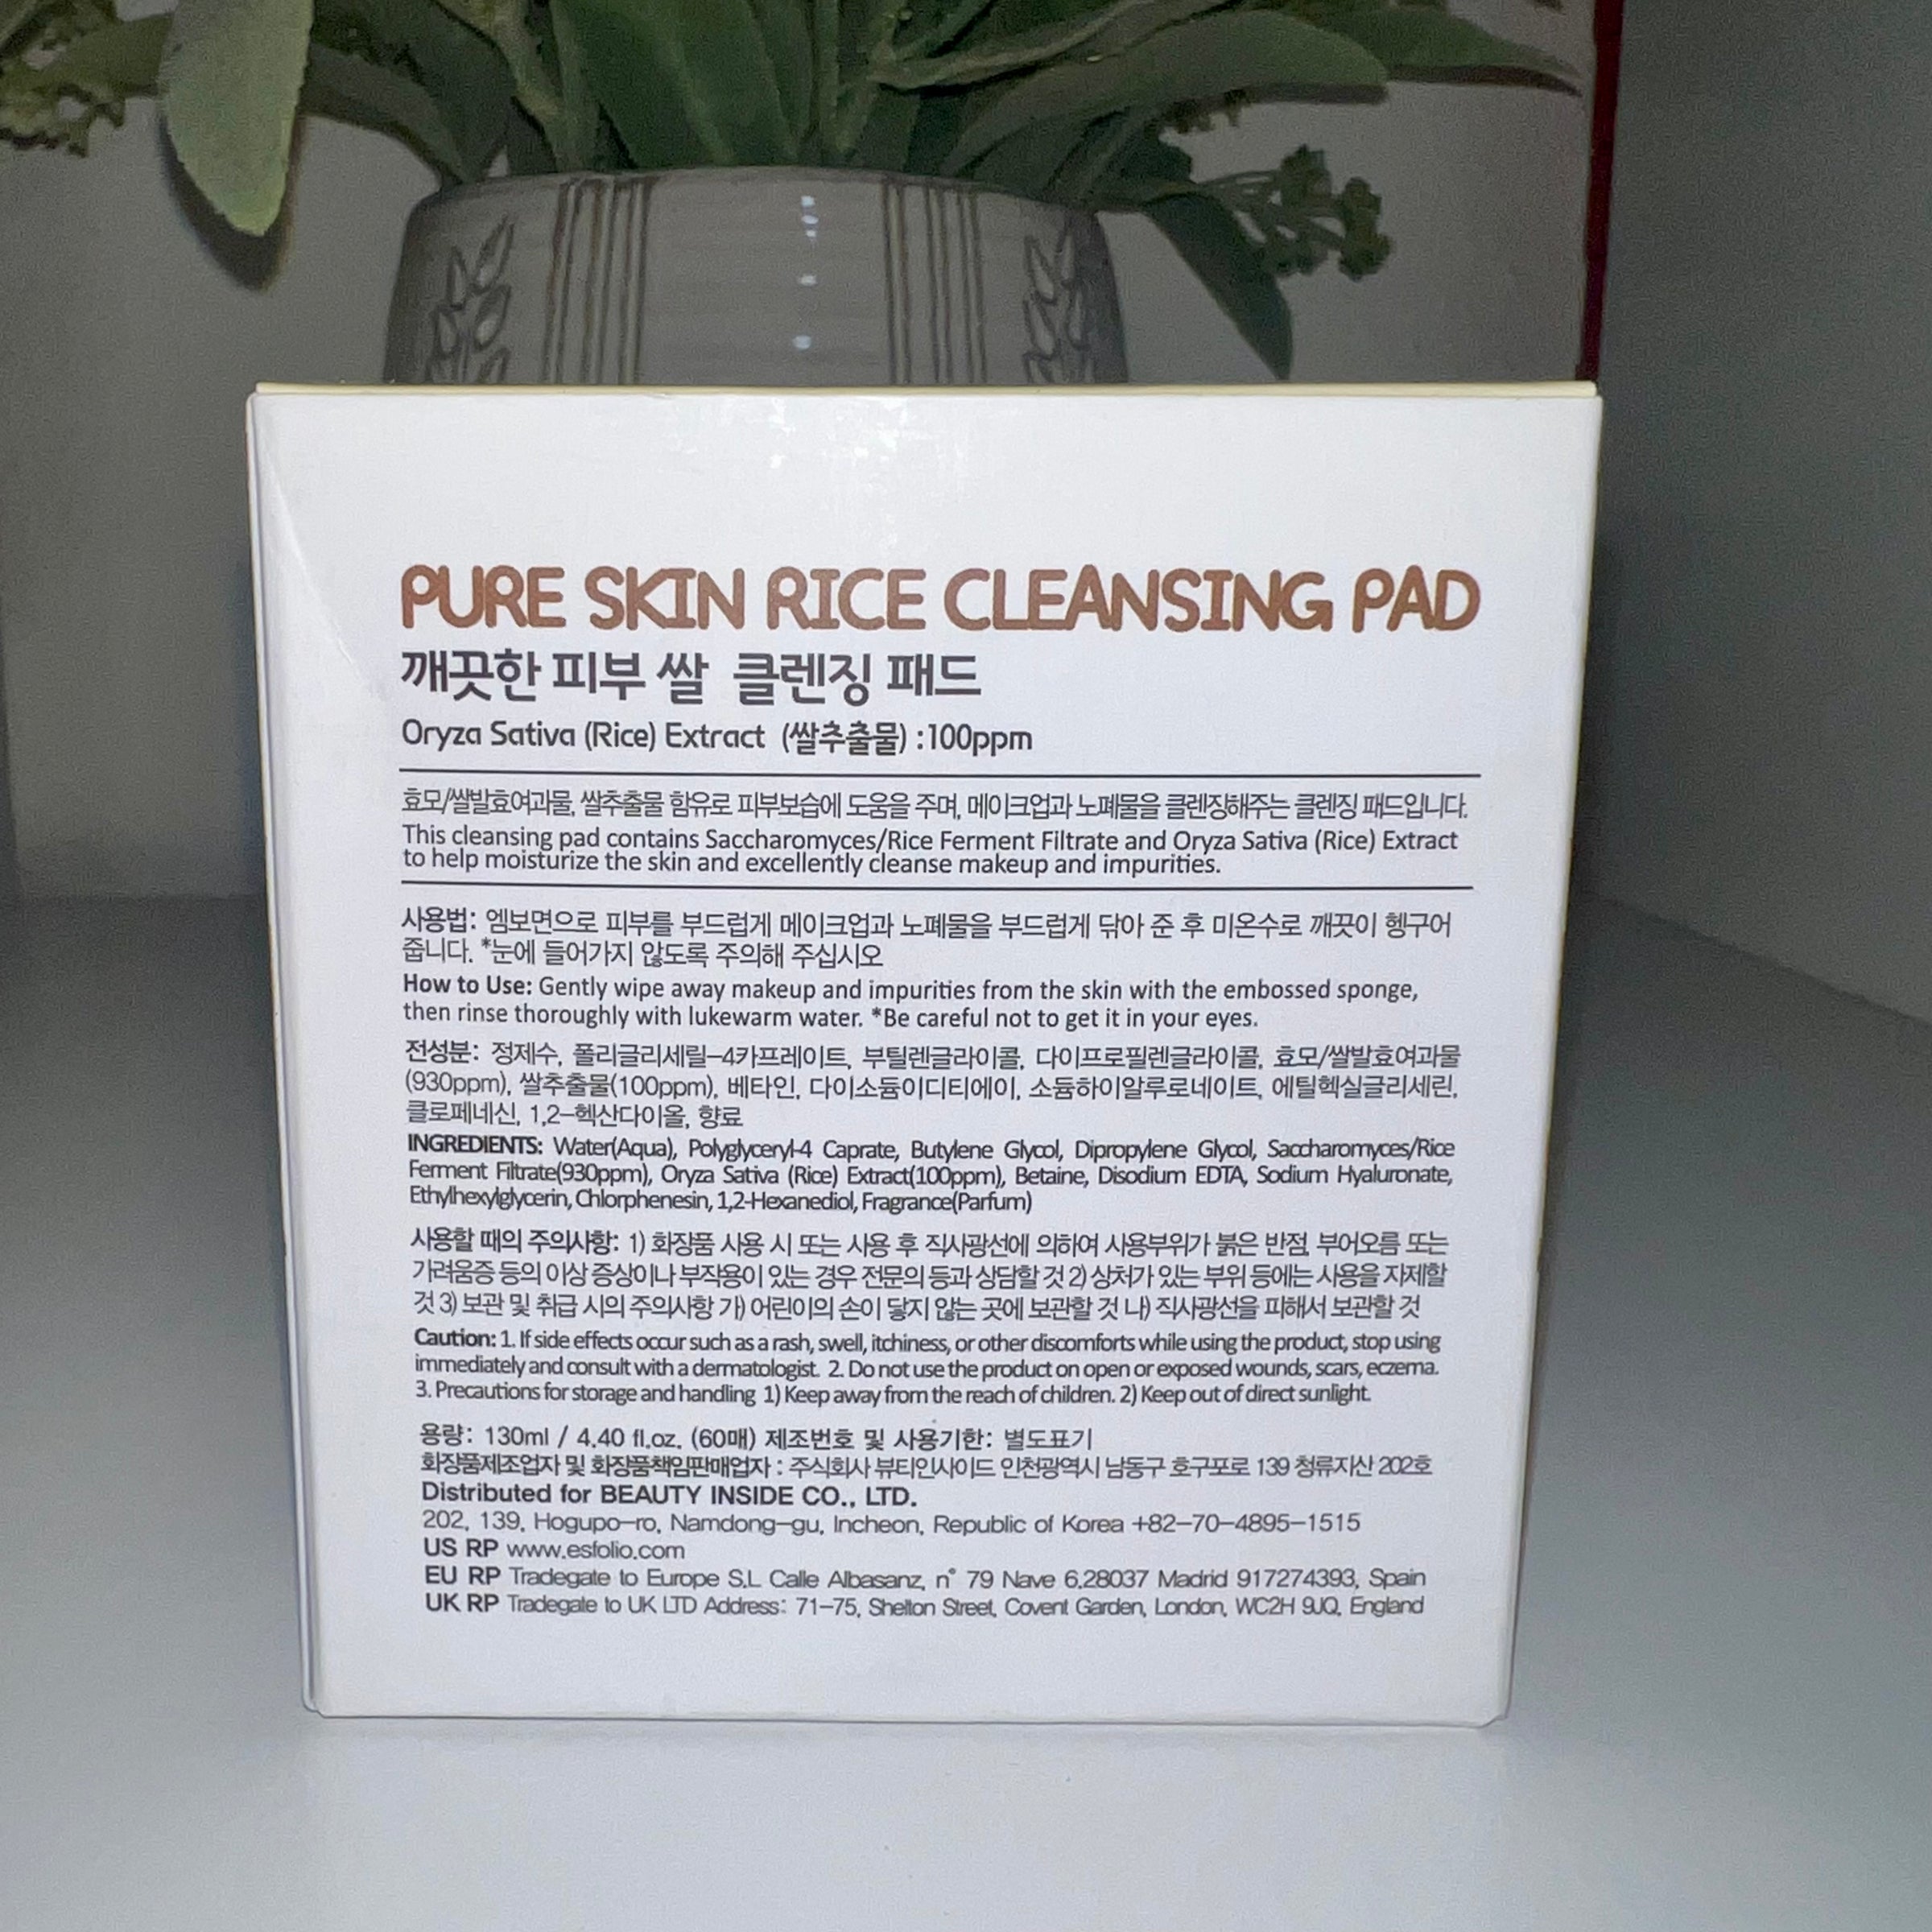 PURE SKIN RICE CLEANSING PAD
깨끗한 피부 쌀 클렌징 패드
Oryza Sativa (Rice) Extract (쌀추출물) :100ppm
효모/쌀발효여과물, 쌀추출물 함유로 피부보습에 도움을 주며, 메이크업과 노폐물을 클렌징해주는 클렌징 패드입니다.
This cleansing pad contains Saccharomyces/Rice Ferment Filtrate and Oryza Sativa (Rice) Extract
to help moisturize the skin and excellently cleanse makeup and impurities.
사용법: 엠보면으로 피부를 부드럽게 메이크업과 노폐물을 부드럽게 닦아 준 후 미온수로 깨끗이 헹구어
줍니다. *눈에 들어가지 않도록 주의해 주십시오
How to Use: Gently wipe away makeup and impurities from the skin with the embossed sponge,
then rinse thoroughly with lukewarm water. *Be careful not to get it in your eyes.
전성분: 정제수, 폴리글리세릴-4카프레이트, 부틸렌글라이콜, 다이프로필렌글라이콜, 효모/쌀발효여과물
(930ppm), 쌀추출물(100ppm), 베타인, 다이소듐이디티에이, 소듐하이알루로네이트, 에틸헥실글리세린,
클로페네신, 1,2-헥산다이올, 향료
INGREDIENTS: Water(Aqua), Polyglyceryl-4 Caprate, Butylene Glycol, Dipropylene Glycol, Saccharomyces/Rice
Ferment Filtrate(930ppm), Oryza Sativa (Rice) Extract(100ppm), Betaine, Disodium EDTA, Sodium Hyaluronate,
Ethylhexylglycerin, Chlorphenesin, 1,2-Hexanediol, Fragrance(Parfum)
사용할 때의 주의사항: 1) 화장품 사용 시 또는 사용 후 직사광선에 의하여 사용부위가 붉은 반점, 부어오름 또는
가려움증 등의 이상 증상이나 부작용이 있는 경우 전문의 등과 상담할 것 2) 상처가 있는 부위 등에는 사용을 자제할
것 3) 보관 및 취급 시의 주의사항 가) 어린이의 손이 닿지 않는 곳에 보관할 것 나) 직사광선을 피해서 보관할 것
Caution: 1. If side effects occur such as a rash, swell, itchiness, or other discomforts while using the product, stop using
immediately and consult with a dermatologist. 2. Do not use the product on open or exposed wounds, scars, eczema.
3. Precautions for storage and handling 1) Keep away from the reach of children. 2) Keep out of direct sunlight.
용량: 130ml / 4.40 fl.oz. (60매) 제조번호 및 사용기한: 별도표기
화장품제조업자 및 화장품책임판매업자 : 주식회사 뷰티인사이드 인천광역시 남동구 호구포로 139 청류지산 202호
Distributed for BEAUTY INSIDE CO., LTD.
202, 139, Hogupo-ro, Namdong-gu, Incheon, Republic of Korea +82-70-4895-1515
US RP www.esfolio.com
EU RP Tradegate to Europe S.L Calle Albasanz, n° 79 Nave 6,28037 Madrid 917274393, Spain
UK RP Tradegate to UK LTD Address: 71-75, Shelton Street, Covent Garden, London, WC2H 9JQ, England